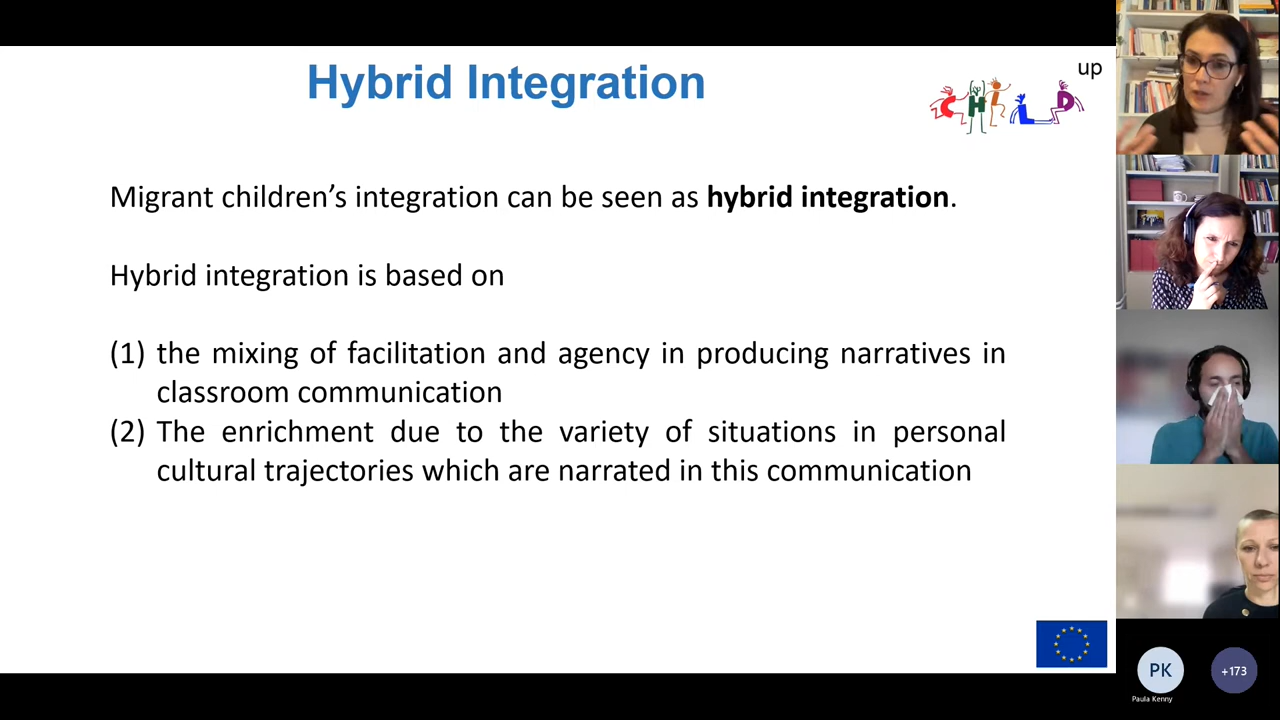 Hybrid Integration
up
CHILD
Migrant children’s integration can be seen as hybrid integration.
Hybrid integration is based on
(1) the mixing of facilitation and agency in producing narratives in
classroom communication
(2) The enrichment due to the variety of situations in personal
cultural trajectories which are narrated in this communication
PK
+173
Paula Kenny